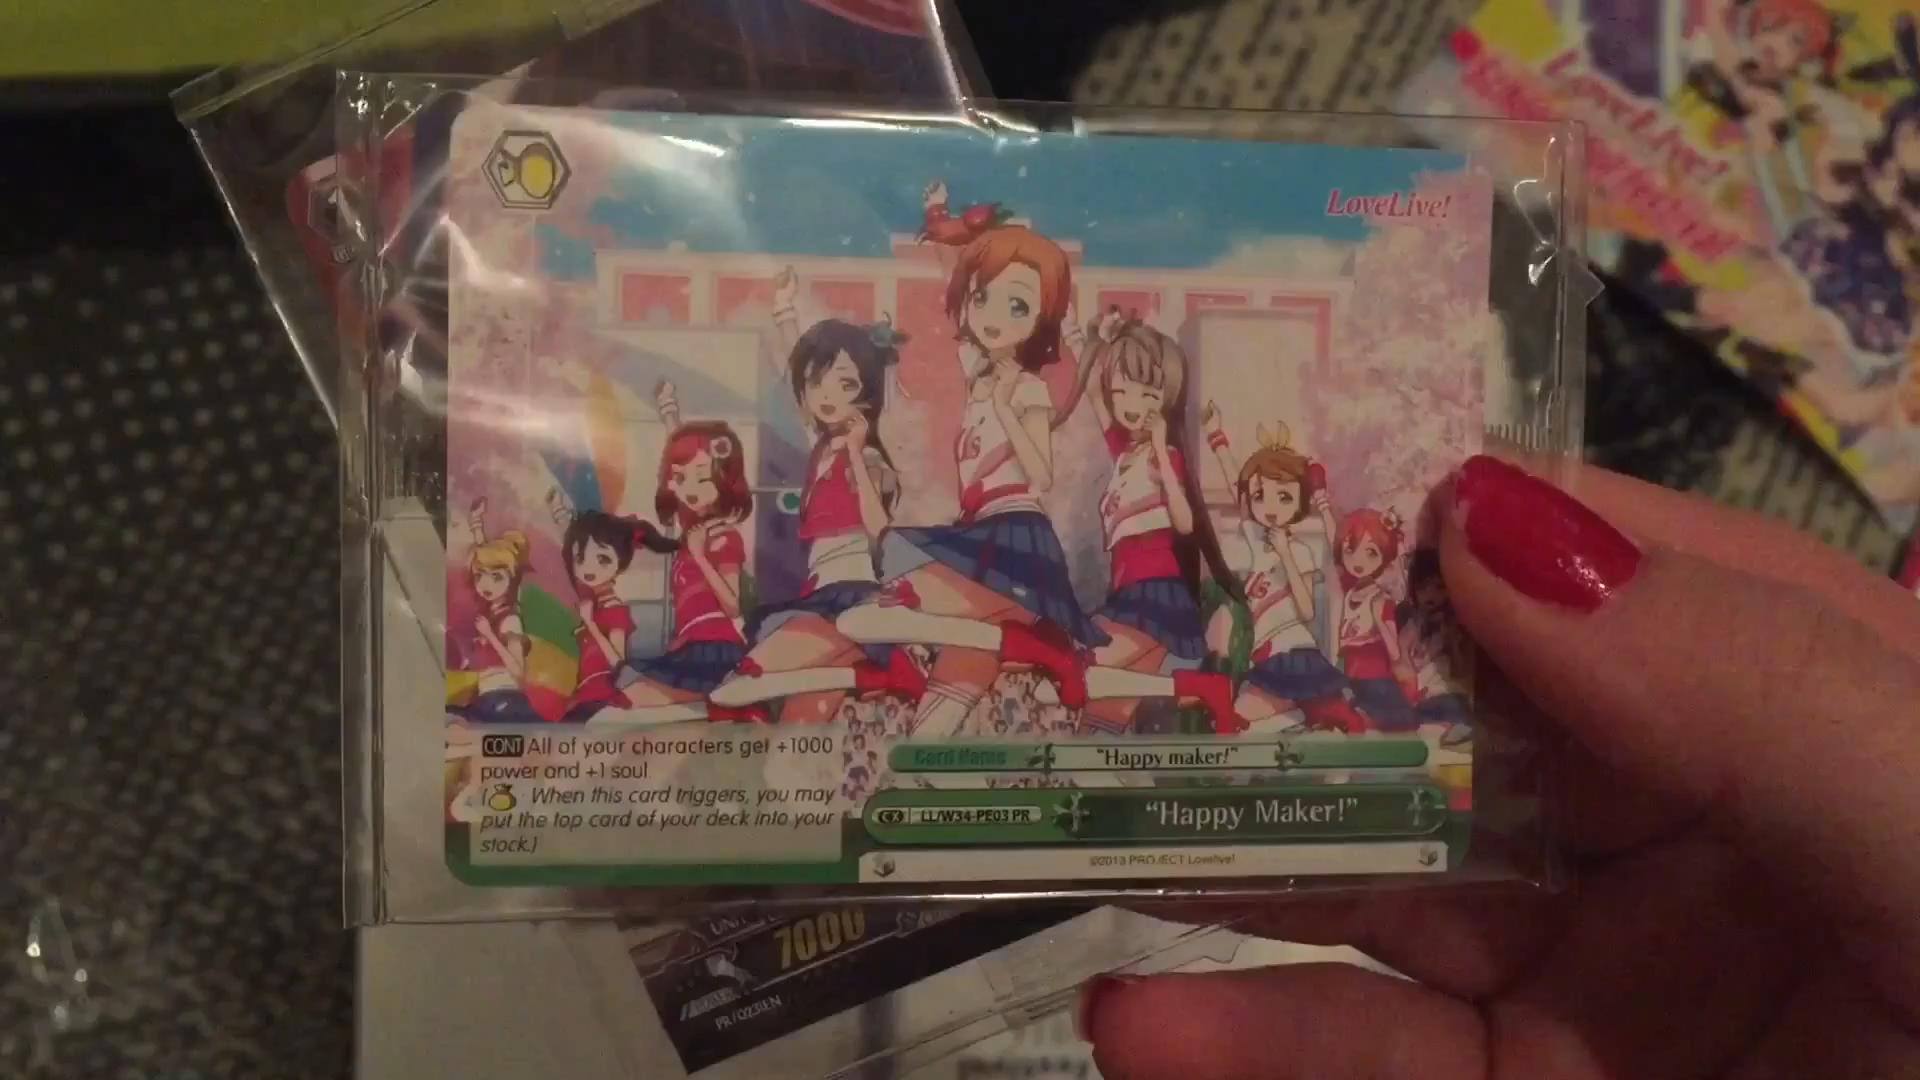 LoveLive!
LoveLive!
CONT All of your characters get +1000
power and +1 soul
( : When this card triggers, you may
put the top card of your deck into your
stock.)
Card Name "Happy maker!"
CX LL/W34-PE03 PR "Happy Maker!"
©2013 PROJECT Lovelive!
7000
PR/0231EN